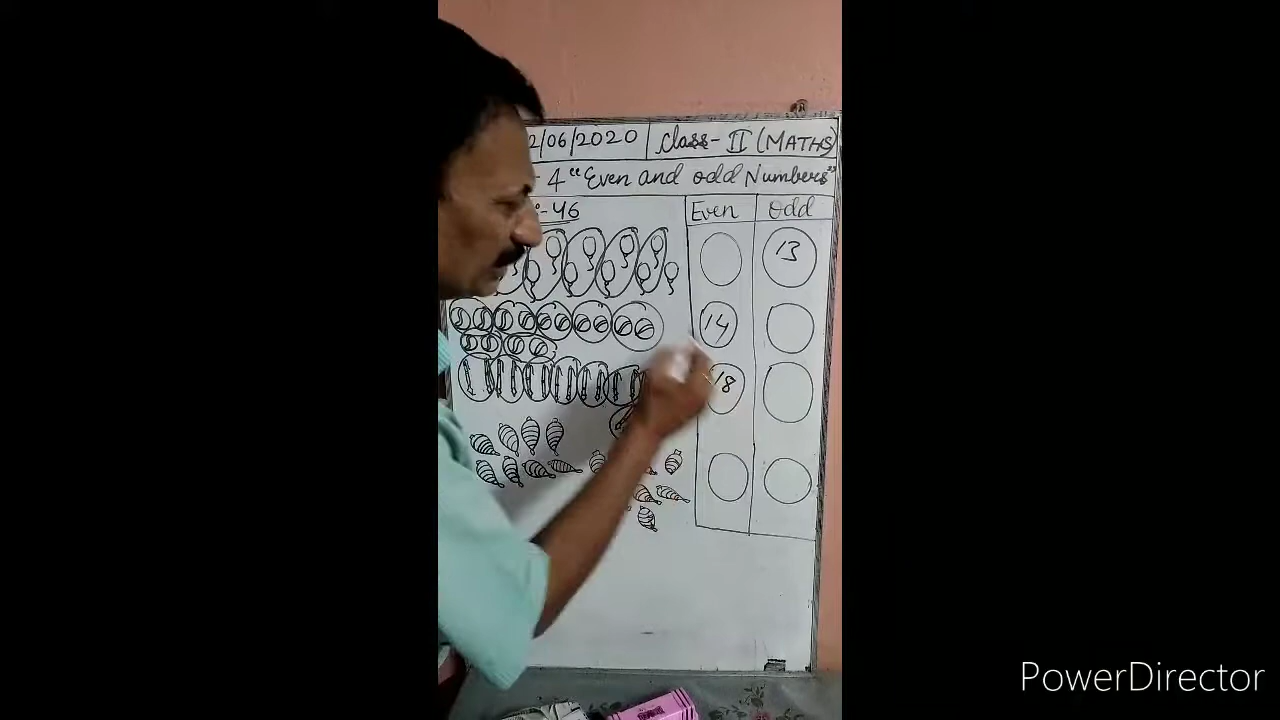 2/06/2020 Class-II (MATHS)
4 "Even and odd Numbers"
- 46 Even Odd
13
14
18
PowerDirector